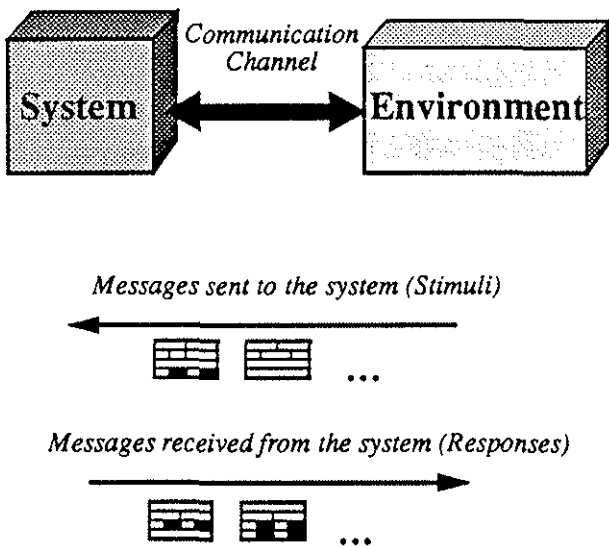 Communication
Channel
System
Environment
Messages sent to the system (Stimuli)
...
Messages received from the system (Responses)
...